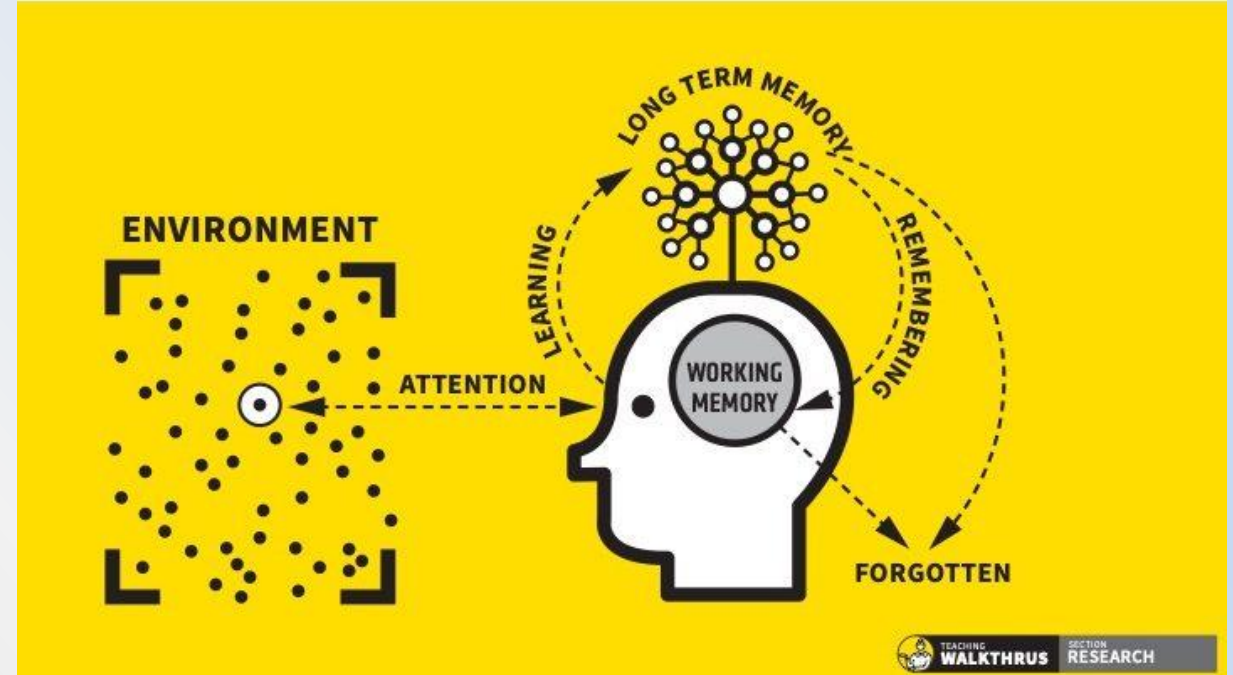 LONG TERM MEMORY
ENVIRONMENT
LEARNING
REMEMBERING
ATTENTION
WORKING
MEMORY
FORGOTTEN
TEACHING
WALKTHRUS
SECTION
RESEARCH